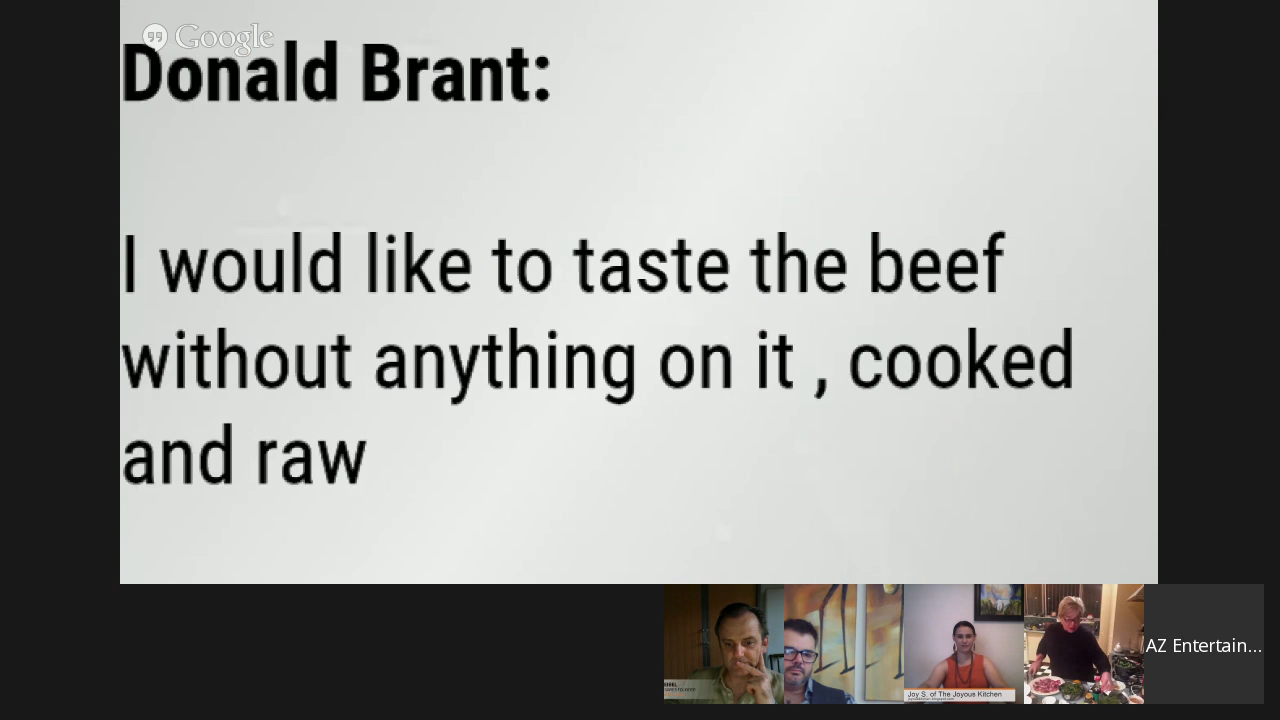 Google
Donald Brant:
I would like to taste the beef
without anything on it , cooked
and raw
Joy S. of The Joyous Kitchen
AZ Entertain...